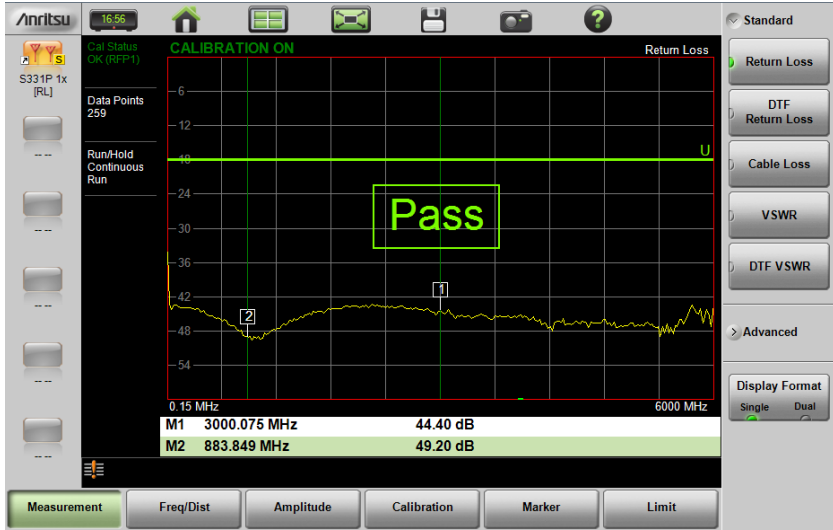 Anritsu
16:56
Standard
Cal Status
OK (RFP1)
CALIBRATION ON
Return Loss
S331P 1x
[RL]
Return Loss
Data Points
259
-6
-12
DTF
Return Loss
-- --
Run/Hold
Continuous
Run
-18
U
Cable Loss
-24
Pass
VSWR
-- --
-30
-36
DTF VSWR
-42
1
-- --
2
-48
Advanced
-54
-- --
Display Format
Single Dual
0.15 MHz
6000 MHz
M1 3000.075 MHz 44.40 dB
M2 883.849 MHz 49.20 dB
-- --
Measurement
Freq/Dist
Amplitude
Calibration
Marker
Limit